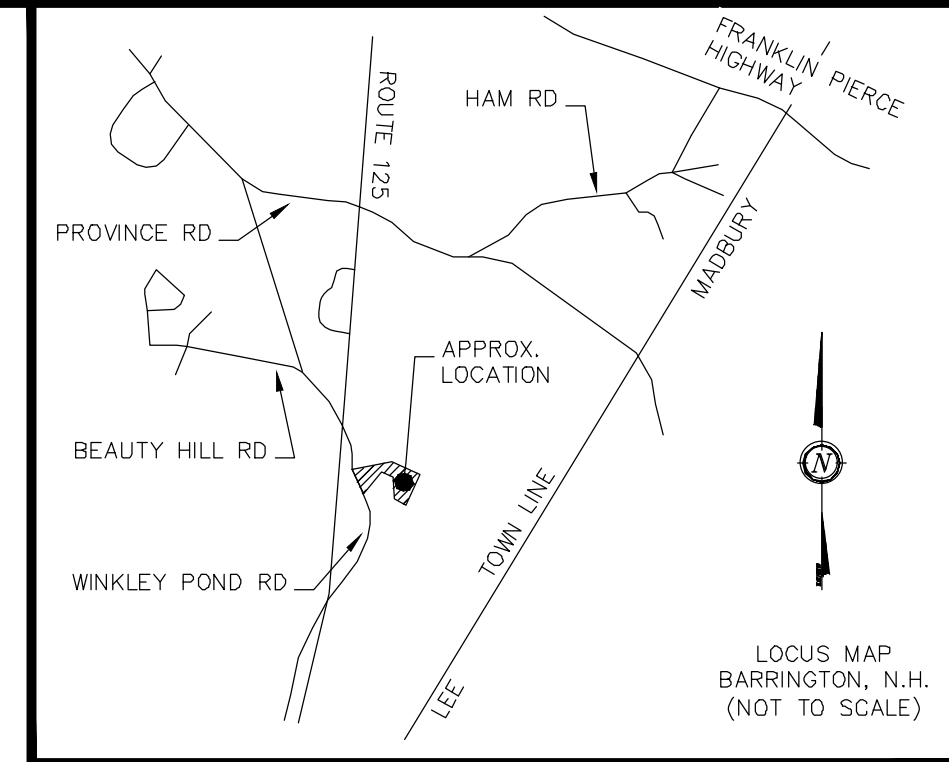 FRANKLIN PIERCE
HIGHWAY
ROUTE 125
HAM RD
PROVINCE RD
MADBURY
APPROX.
LOCATION
BEAUTY HILL RD
N
TOWN LINE
WINKLEY POND RD
LEE
LOCUS MAP
BARRINGTON, N.H.
(NOT TO SCALE)